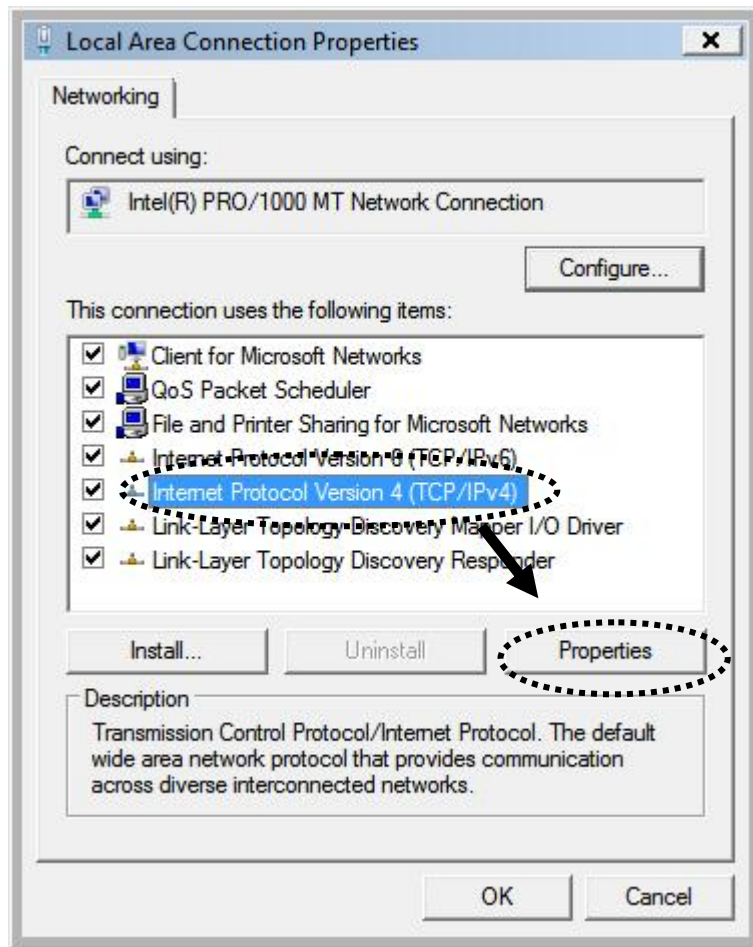 Local Area Connection Properties
Networking
Connect using:
Intel(R) PRO/1000 MT Network Connection
Configure...
This connection uses the following items:
Client for Microsoft Networks
QoS Packet Scheduler
File and Printer Sharing for Microsoft Networks
Internet Protocol Version 6 (TCP/IPv6)
Internet Protocol Version 4 (TCP/IPv4)
Link-Layer Topology Discovery Mapper I/O Driver
Link-Layer Topology Discovery Responder
Install...
Uninstall
Properties
Description
Transmission Control Protocol/Internet Protocol. The default
wide area network protocol that provides communication
across diverse interconnected networks.
OK
Cancel